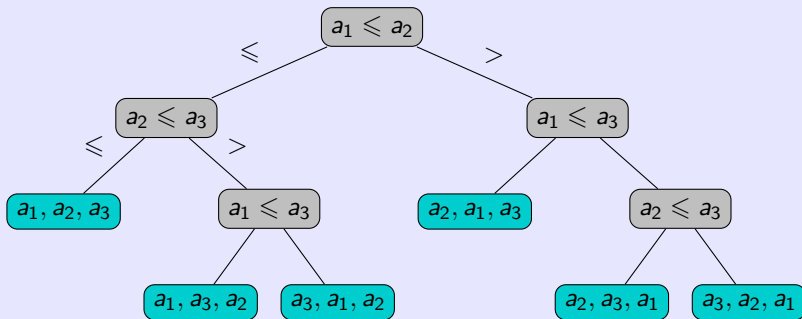 a₁ ⩽ a₂
⩽ >
a₂ ⩽ a₃ a₁ ⩽ a₃
⩽ >
a₁, a₂, a₃ a₁ ⩽ a₃ a₂, a₁, a₃ a₂ ⩽ a₃
a₁, a₃, a₂ a₃, a₁, a₂ a₂, a₃, a₁ a₃, a₂, a₁